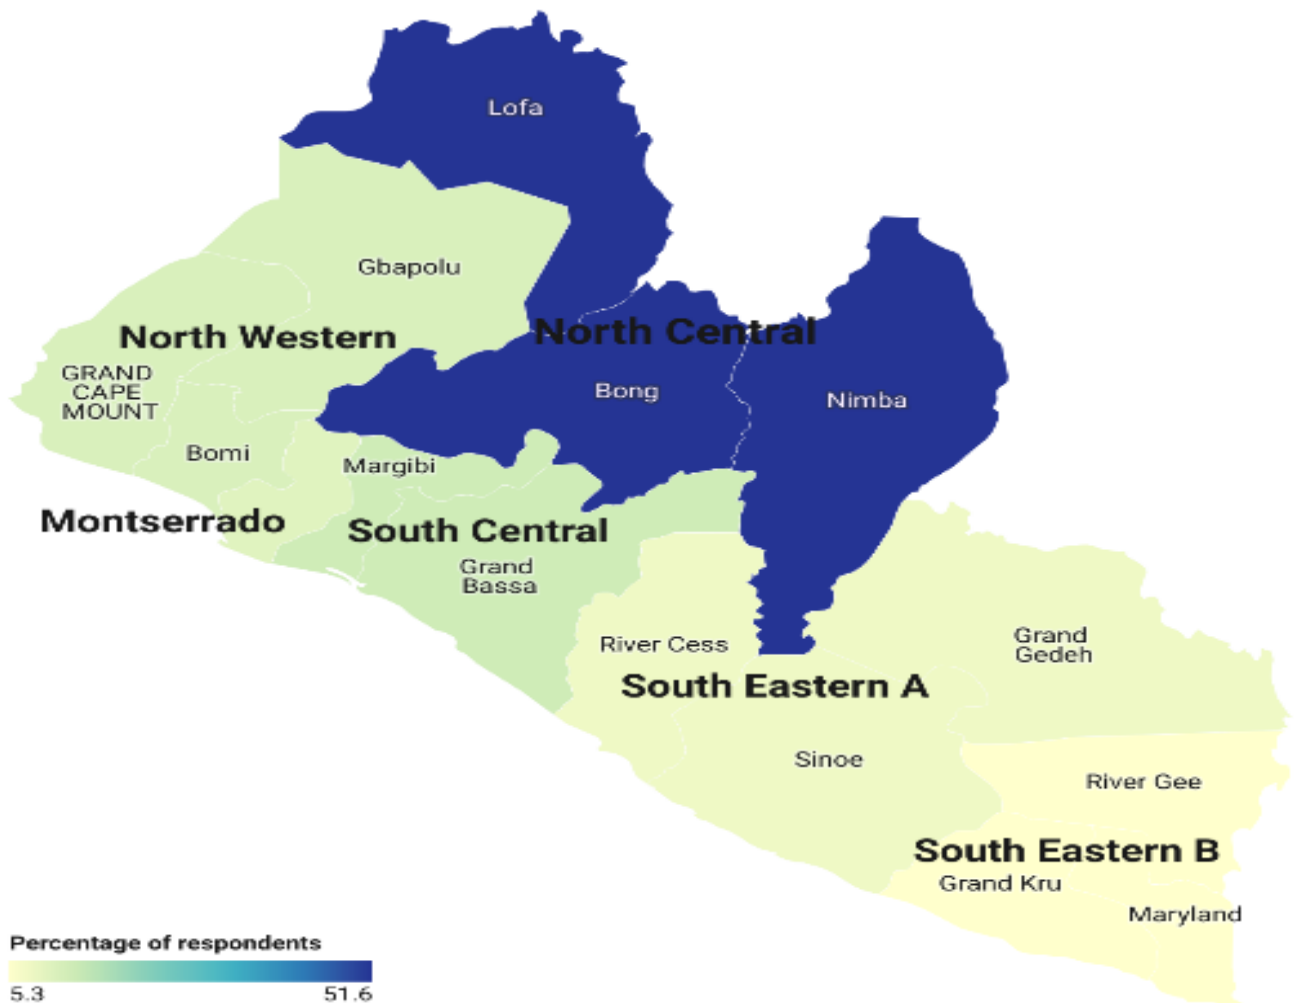 Lofa
Gbapolu
North Western
North Central
GRAND
CAPE
MOUNT
Bong
Nimba
Bomi
Margibi
Montserrado
South Central
Grand
Bassa
River Cess
Grand
Gedeh
South Eastern A
Sinoe
River Gee
South Eastern B
Grand Kru
Maryland
Percentage of respondents
5.3 51.6